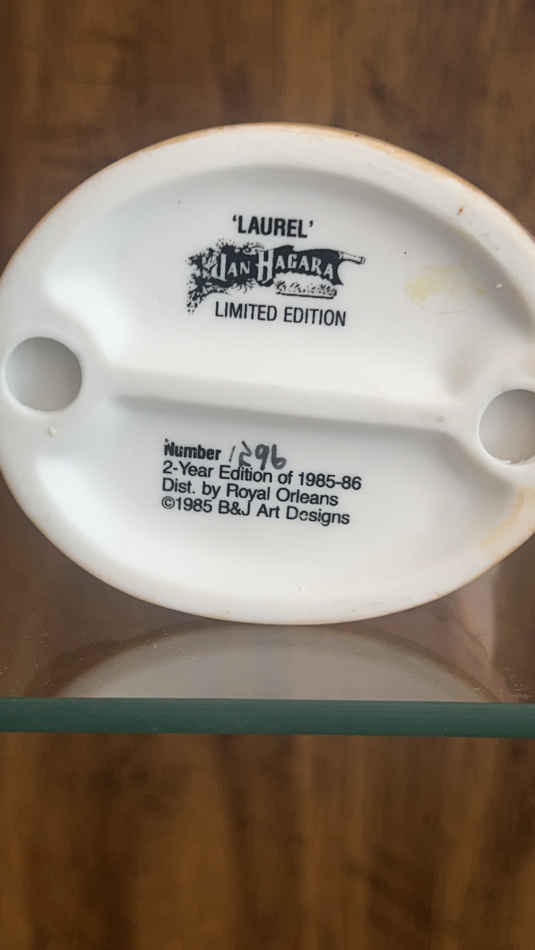 'LAUREL'
JAN HAGARA
Collectables
LIMITED EDITION
Number 1296
2-Year Edition of 1985-86
Dist. by Royal Orleans
©1985 B&J Art Designs